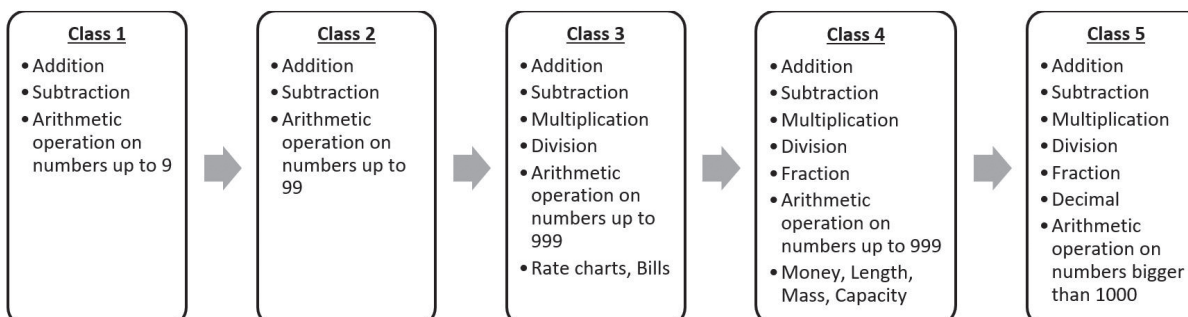 Class 1
• Addition
• Subtraction
• Arithmetic
operation on
numbers up to 9
Class 2
• Addition
• Subtraction
• Arithmetic
operation on
numbers up to
99
Class 3
• Addition
• Subtraction
• Multiplication
• Division
• Arithmetic
operation on
numbers up to
999
• Rate charts, Bills
Class 4
• Addition
• Subtraction
• Multiplication
• Division
• Fraction
• Arithmetic
operation on
numbers up to 999
• Money, Length,
Mass, Capacity
Class 5
• Addition
• Subtraction
• Multiplication
• Division
• Fraction
• Decimal
• Arithmetic
operation on
numbers bigger
than 1000